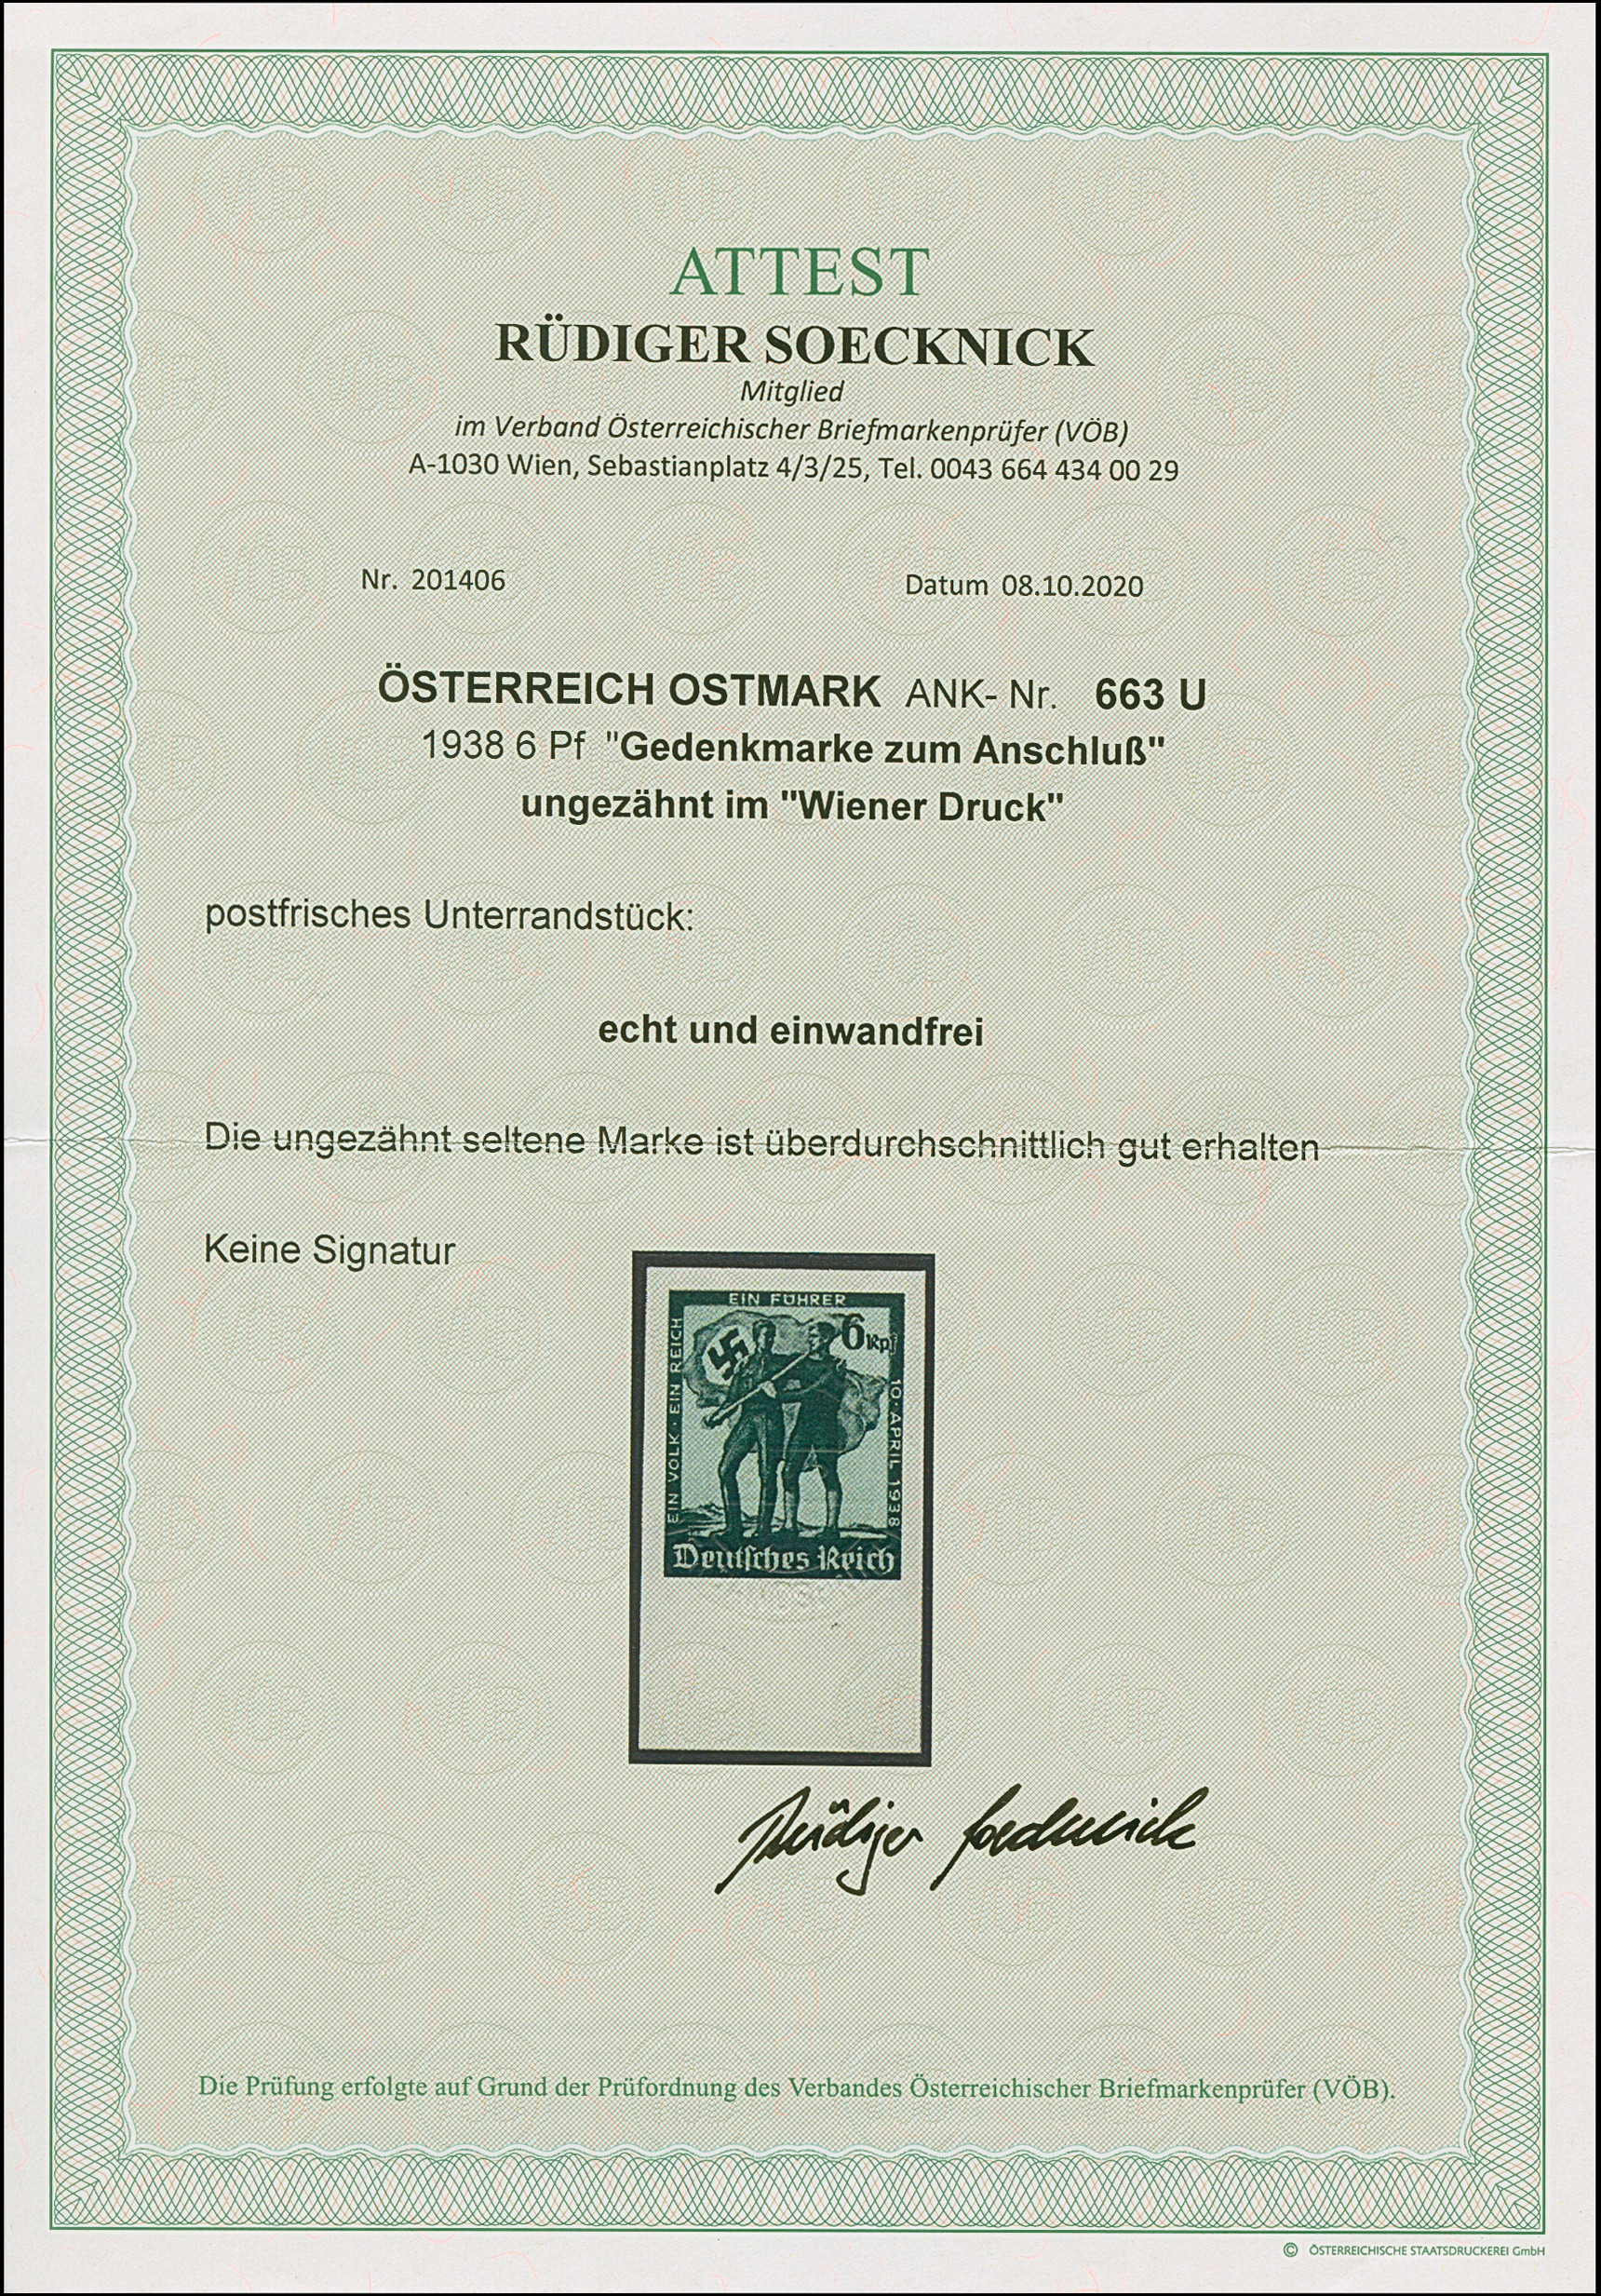 ATTEST
RÜDIGER SOECKNICK
Mitglied
im Verband Österreichischer Briefmarkenprüfer (VÖB)
A-1030 Wien, Sebastianplatz 4/3/25, Tel. 0043 664 434 00 29
Nr. 201406 Datum 08.10.2020
ÖSTERREICH OSTMARK ANK- Nr. 663 U
1938 6 Pf "Gedenkmarke zum Anschluß"
ungezähnt im "Wiener Druck"
postfrisches Unterrandstück:
echt und einwandfrei
Die ungezähnt seltene Marke ist überdurchschnittlich gut erhalten
Keine Signatur
EIN VOLK · EIN REICH
EIN FÜHRER
6 Rpf
10·APRIL 1938
Deutsches Reich
Rüdiger Soecknick
Die Prüfung erfolgte auf Grund der Prüfordnung des Verbandes Österreichischer Briefmarkenprüfer (VÖB).
© ÖSTERREICHISCHE STAATSDRUCKEREI GmbH